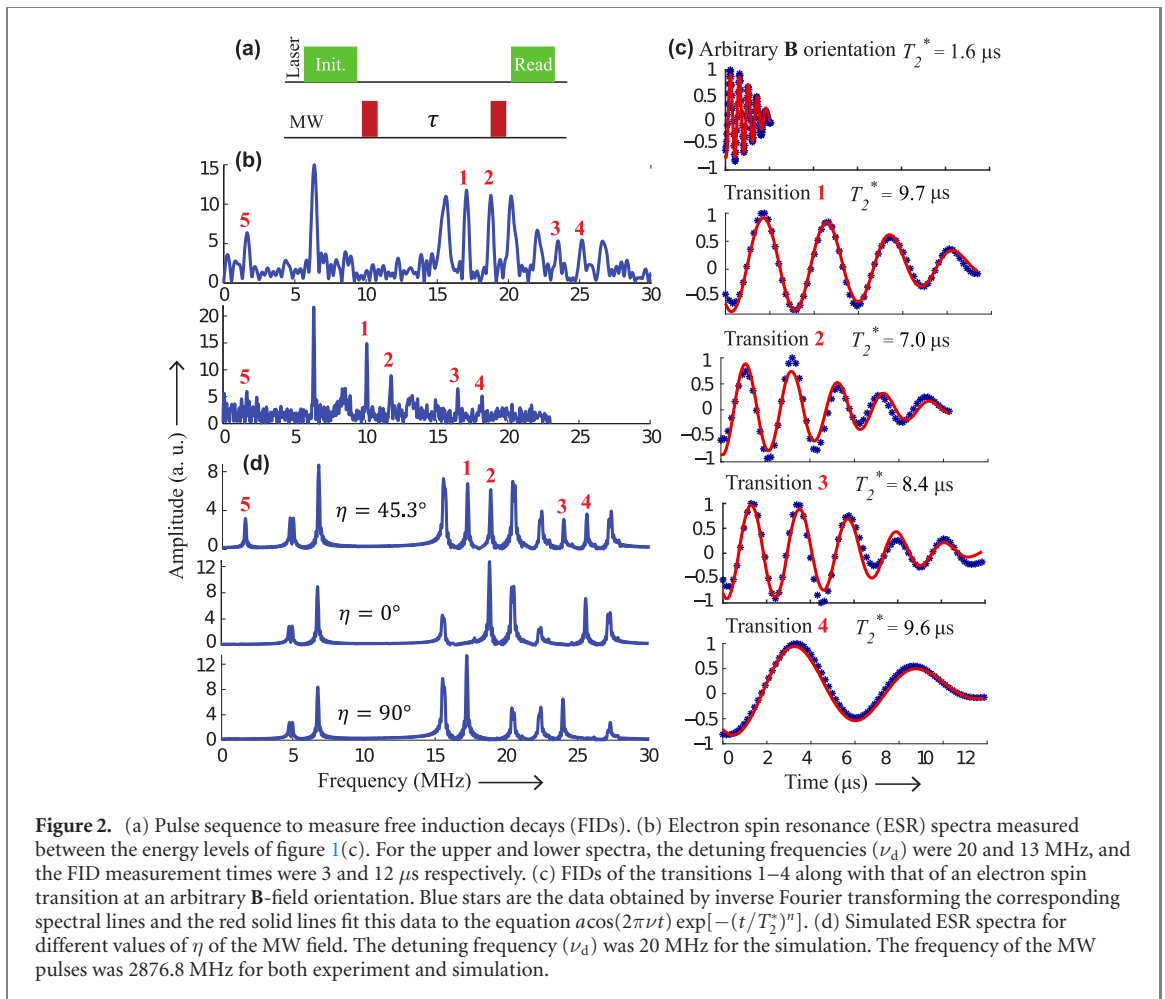 (a)
Laser
Init.
Read
MW
τ
(b)
15
10
5
0
5
1
2
3
4
0 5 10 15 20 25 30
20
15
10
5
0
5
1
2
3
4
0 5 10 15 20 25 30
Amplitude (a. u.)
(d)
8
4
0
5
η = 45.3°
1
2
3
4
12
8
4
0
η = 0°
12
8
4
0
η = 90°
0 5 10 15 20 25 30
Frequency (MHz)
(c) Arbitrary B orientation T₂* = 1.6 μs
1
0.5
0
−0.5
−1
Transition 1 T₂* = 9.7 μs
1
0.5
0
−0.5
Transition 2 T₂* = 7.0 μs
1
0.5
0
−0.5
−1
Transition 3 T₂* = 8.4 μs
1
0.5
0
−0.5
−1
Transition 4 T₂* = 9.6 μs
1
0.5
0
−0.5
−1
0 2 4 6 8 10 12
Time (μs)
Figure 2. (a) Pulse sequence to measure free induction decays (FIDs). (b) Electron spin resonance (ESR) spectra measured
between the energy levels of figure 1(c). For the upper and lower spectra, the detuning frequencies (νd) were 20 and 13 MHz, and
the FID measurement times were 3 and 12 μs respectively. (c) FIDs of the transitions 1–4 along with that of an electron spin
transition at an arbitrary B-field orientation. Blue stars are the data obtained by inverse Fourier transforming the corresponding
spectral lines and the red solid lines fit this data to the equation acos(2πνt) exp[−(t/T₂*)ⁿ]. (d) Simulated ESR spectra for
different values of η of the MW field. The detuning frequency (νd) was 20 MHz for the simulation. The frequency of the MW
pulses was 2876.8 MHz for both experiment and simulation.